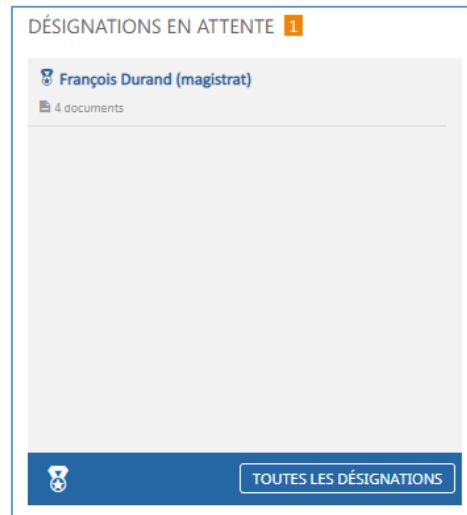 DÉSIGNATIONS EN ATTENTE 1
François Durand (magistrat)
4 documents
TOUTES LES DÉSIGNATIONS